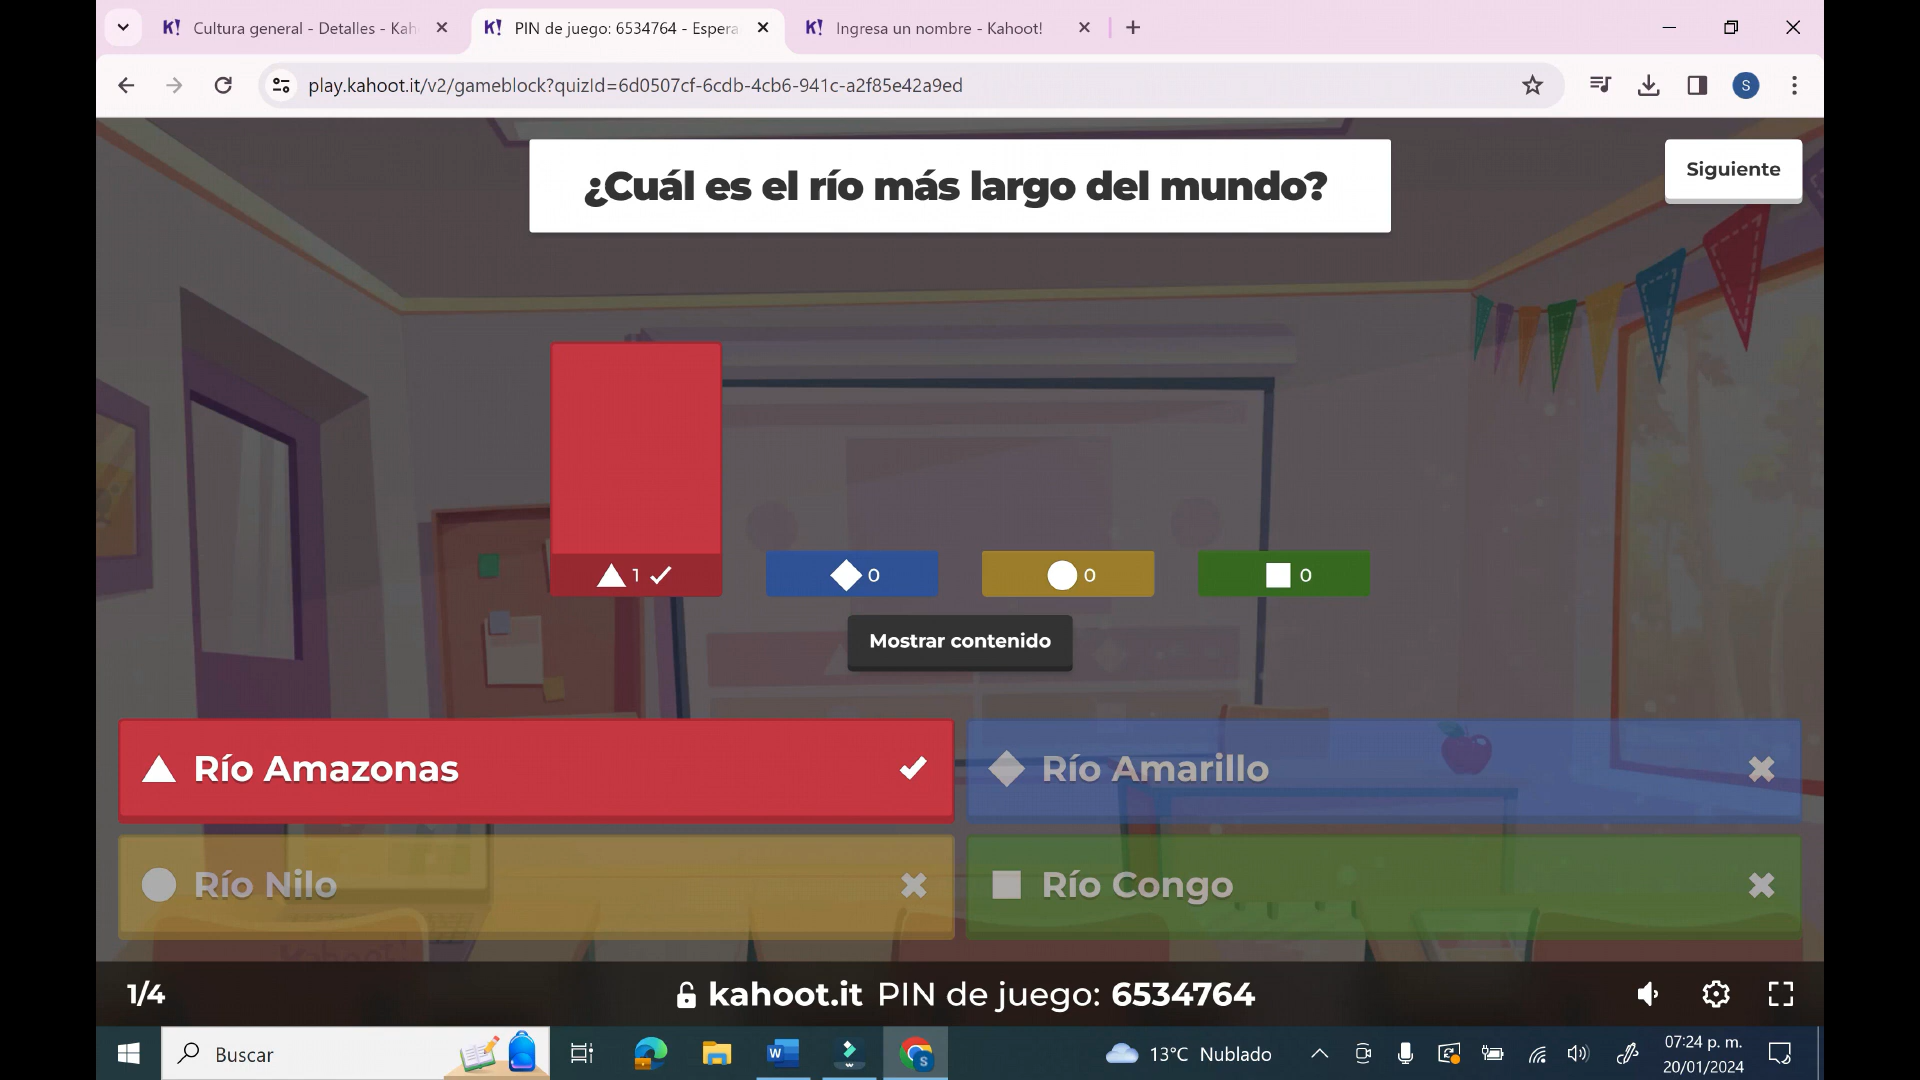 Cultura general - Detalles - Kah
PIN de juego: 6534764 - Espera
Ingresa un nombre - Kahoot!
play.kahoot.it/v2/gameblock?quizId=6d0507cf-6cdb-4cb6-941c-a2f85e42a9ed
S
¿Cuál es el río más largo del mundo?
Siguiente
1
0
0
0
Mostrar contenido
Río Amazonas
Río Amarillo
Río Nilo
Río Congo
1/4
kahoot.it PIN de juego: 6534764
Buscar
13°C Nublado
07:24 p. m.
20/01/2024